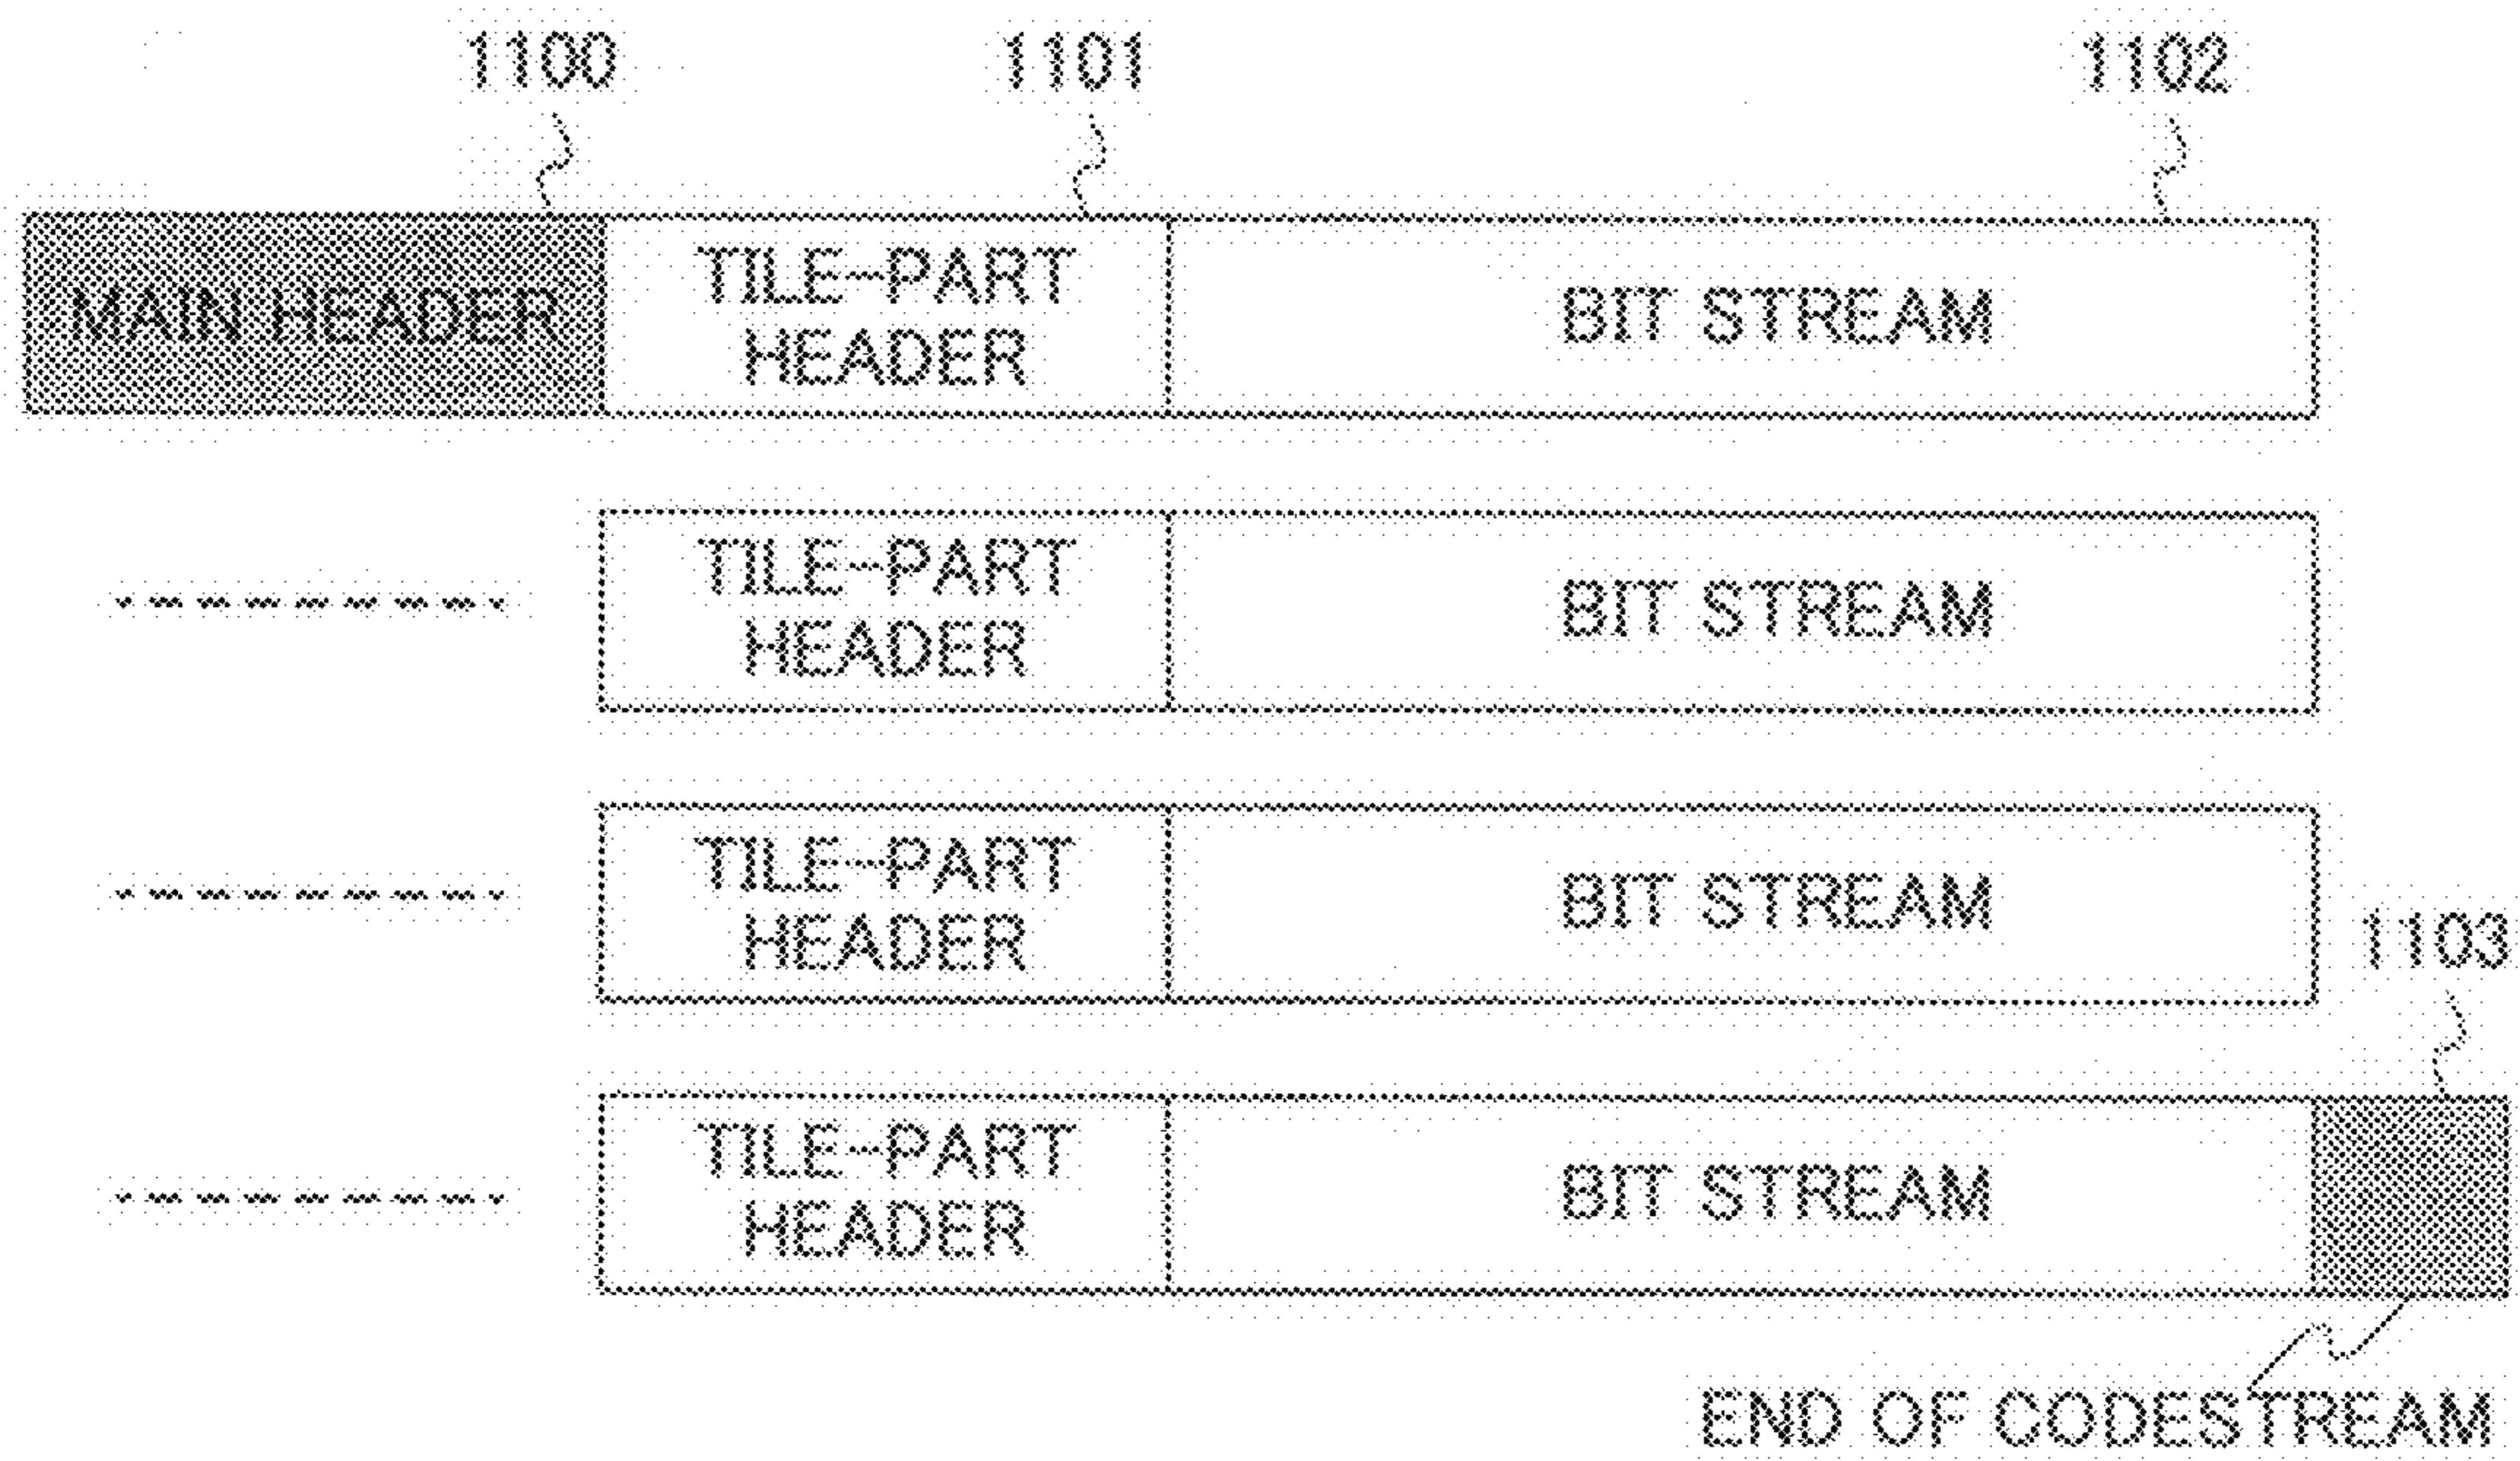 1100 1101 1102
MAIN HEADER
TILE-PART
HEADER
BIT STREAM
TILE-PART
HEADER
BIT STREAM
TILE-PART
HEADER
BIT STREAM
1103
TILE-PART
HEADER
BIT STREAM
END OF CODESTREAM